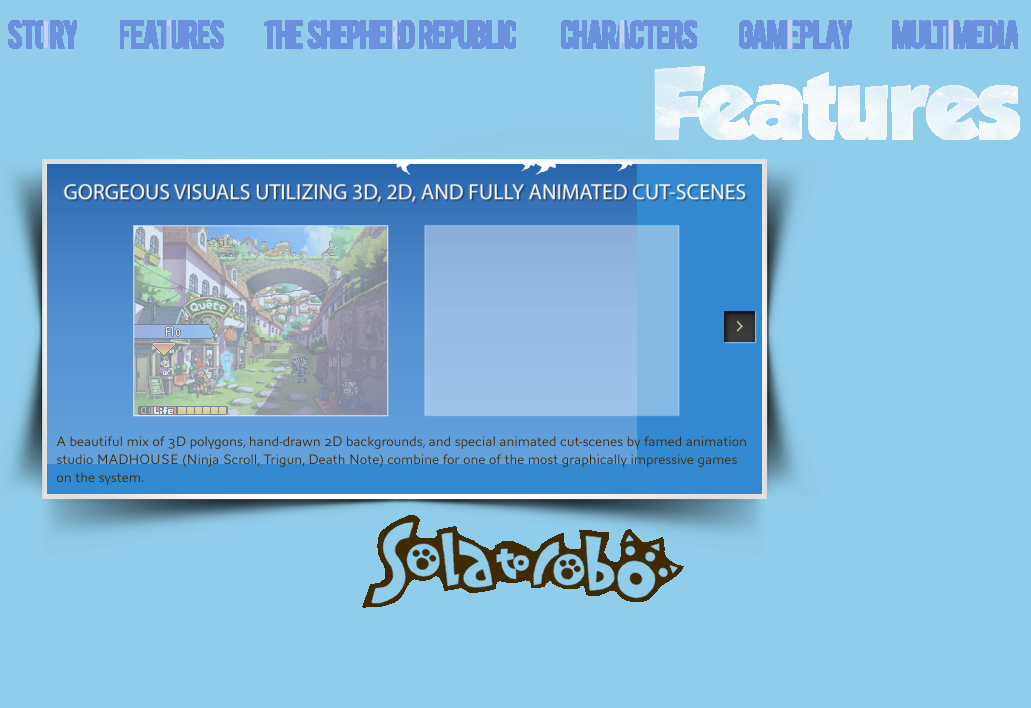 STORY FEATURES THE SHEPHERD REPUBLIC CHARACTERS GAMEPLAY MULTIMEDIA
Features
GORGEOUS VISUALS UTILIZING 3D, 2D, AND FULLY ANIMATED CUT-SCENES
Quête
Flo
Life
A beautiful mix of 3D polygons, hand-drawn 2D backgrounds, and special animated cut-scenes by famed animation
studio MADHOUSE (Ninja Scroll, Trigun, Death Note) combine for one of the most graphically impressive games
on the system.
Solatorobo